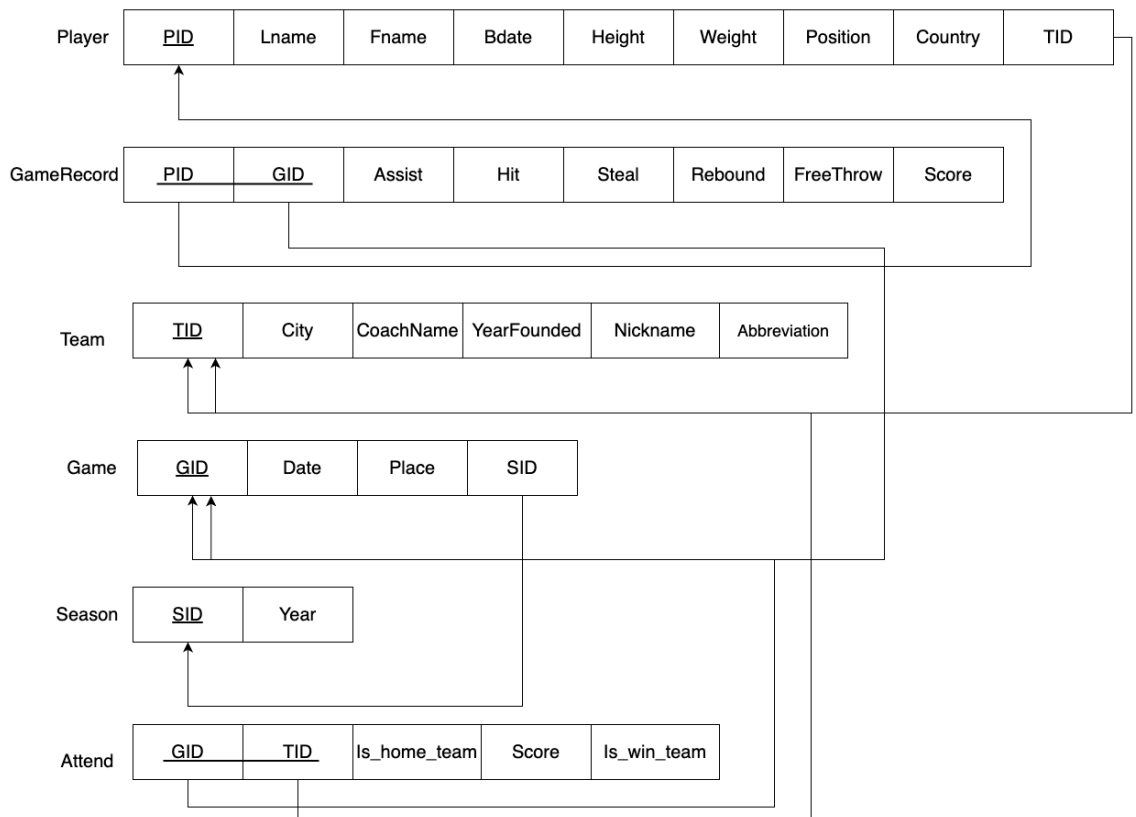 Player PID Lname Fname Bdate Height Weight Position Country TID
GameRecord PID GID Assist Hit Steal Rebound FreeThrow Score
Team TID City CoachName YearFounded Nickname Abbreviation
Game GID Date Place SID
Season SID Year
Attend GID TID Is_home_team Score Is_win_team